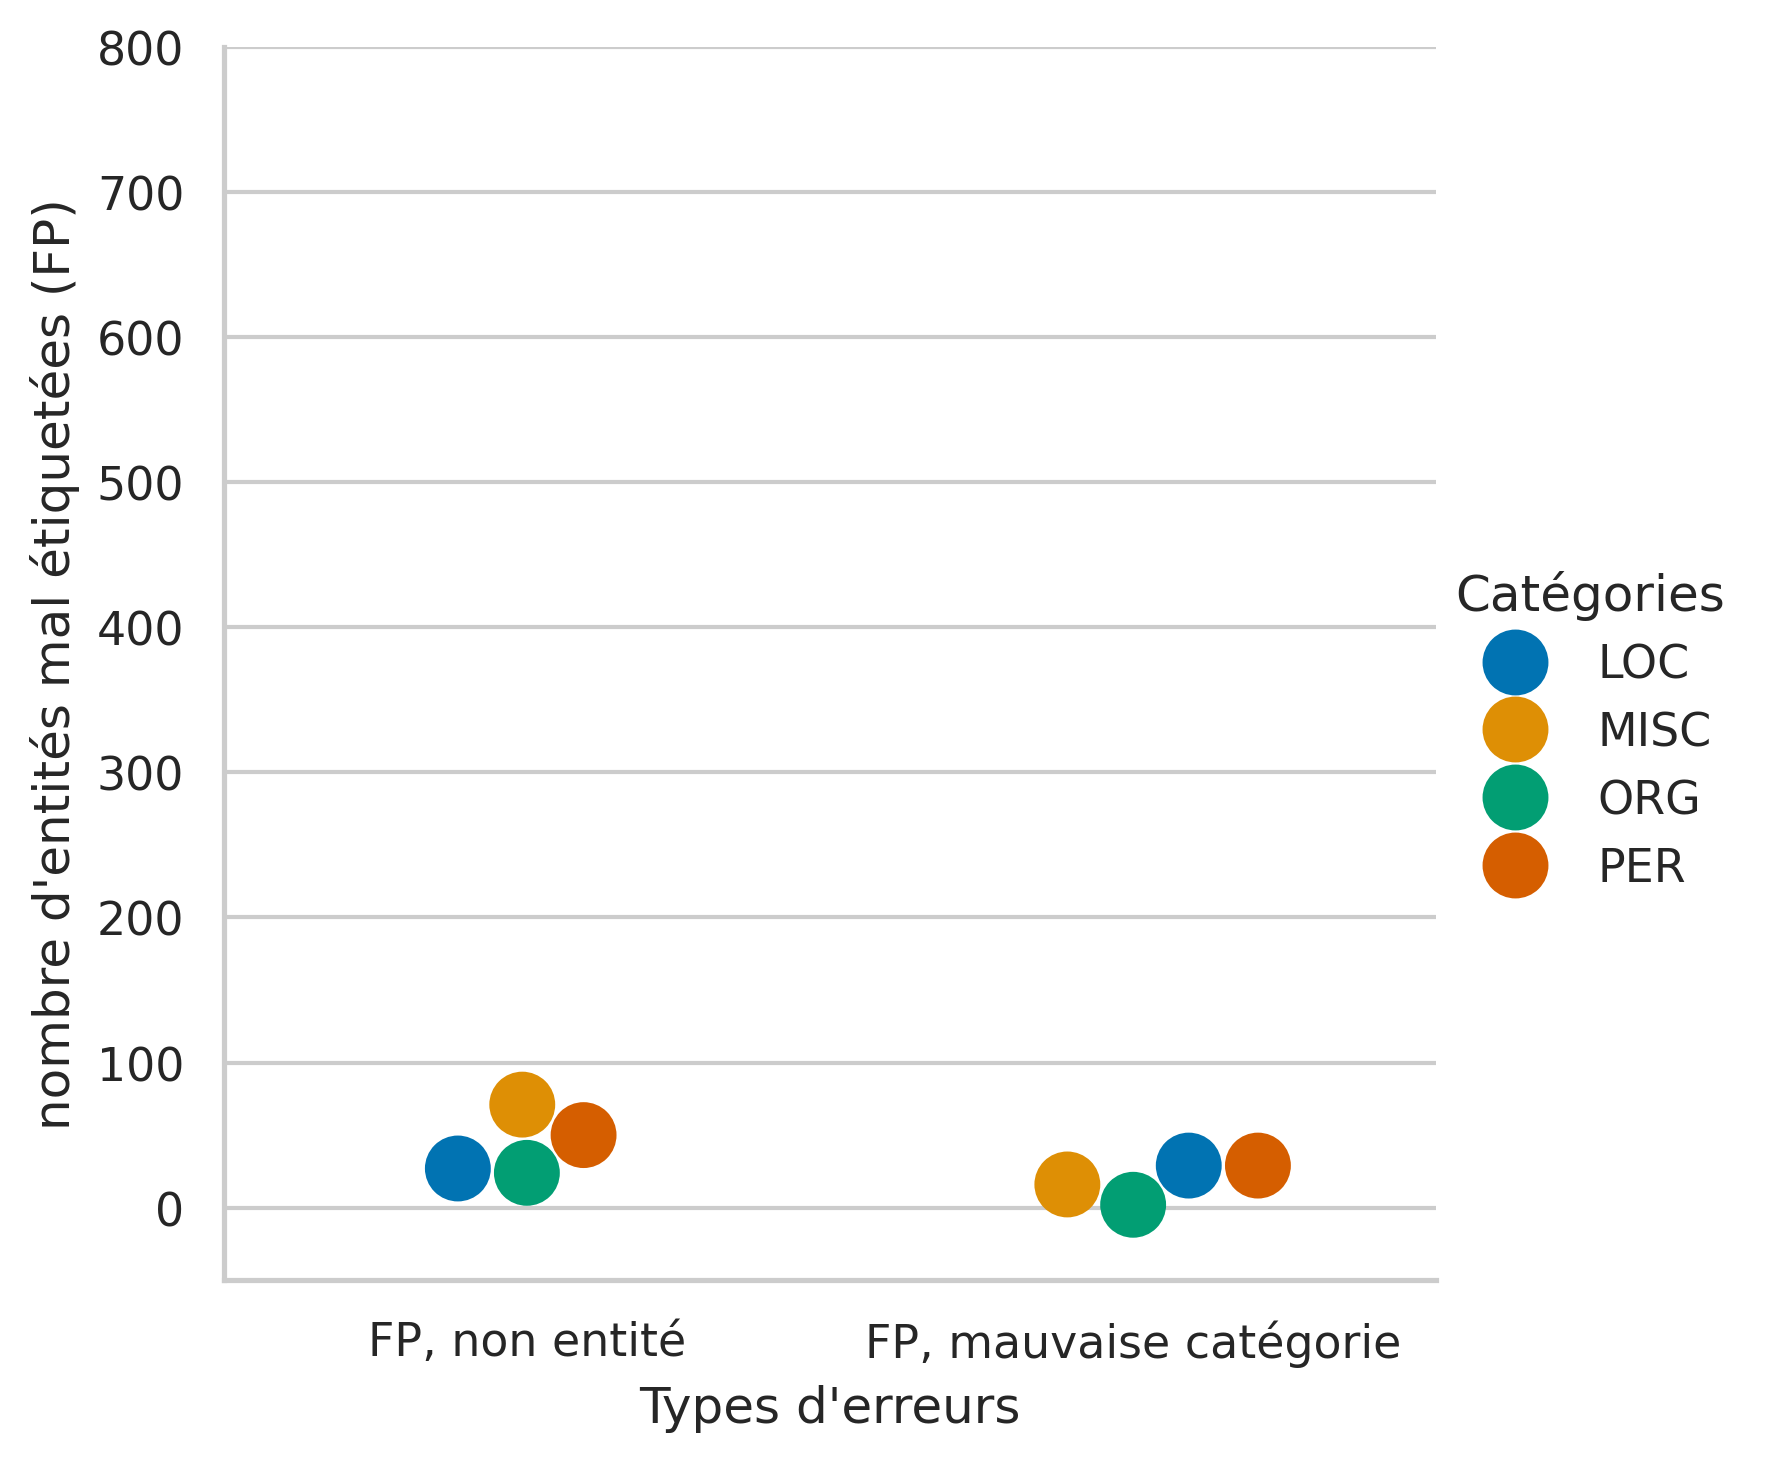 800
700
600
500
400
300
200
100
0
nombre d'entités mal étiquetées (FP)
Catégories
LOC
MISC
ORG
PER
FP, non entité
FP, mauvaise catégorie
Types d'erreurs